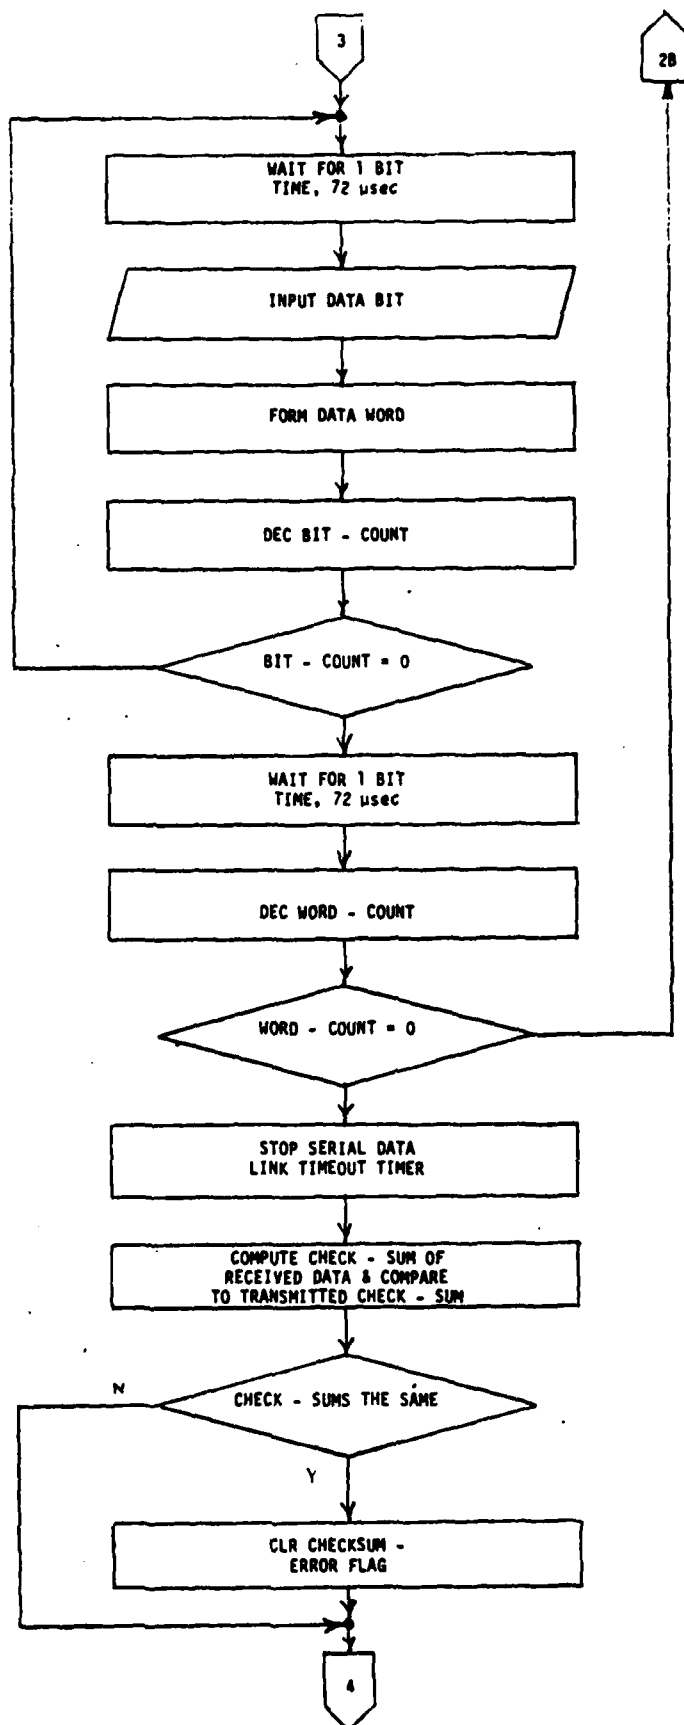 3
2B
WAIT FOR 1 BIT
TIME, 72 µsec
INPUT DATA BIT
FORM DATA WORD
DEC BIT - COUNT
BIT - COUNT = 0
WAIT FOR 1 BIT
TIME, 72 µsec
DEC WORD - COUNT
WORD - COUNT = 0
STOP SERIAL DATA
LINK TIMEOUT TIMER
COMPUTE CHECK - SUM OF
RECEIVED DATA & COMPARE
TO TRANSMITTED CHECK - SUM
N
CHECK - SUMS THE SAME
Y
CLR CHECKSUM -
ERROR FLAG
4